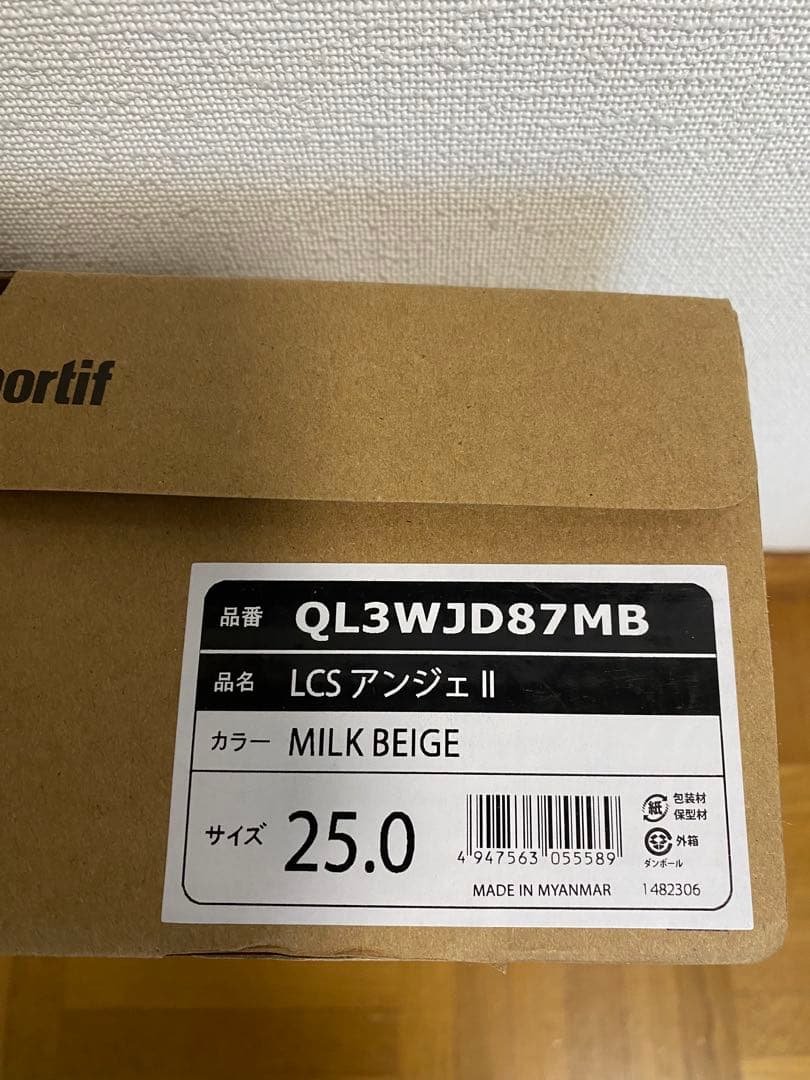 portif
品番 QL3WJD87MB
品名 LCS アンジェ II
カラー MILK BEIGE
サイズ 25.0
4 947563 055589
MADE IN MYANMAR
紙 包装材
保型材
外箱
ダンボール
1482306